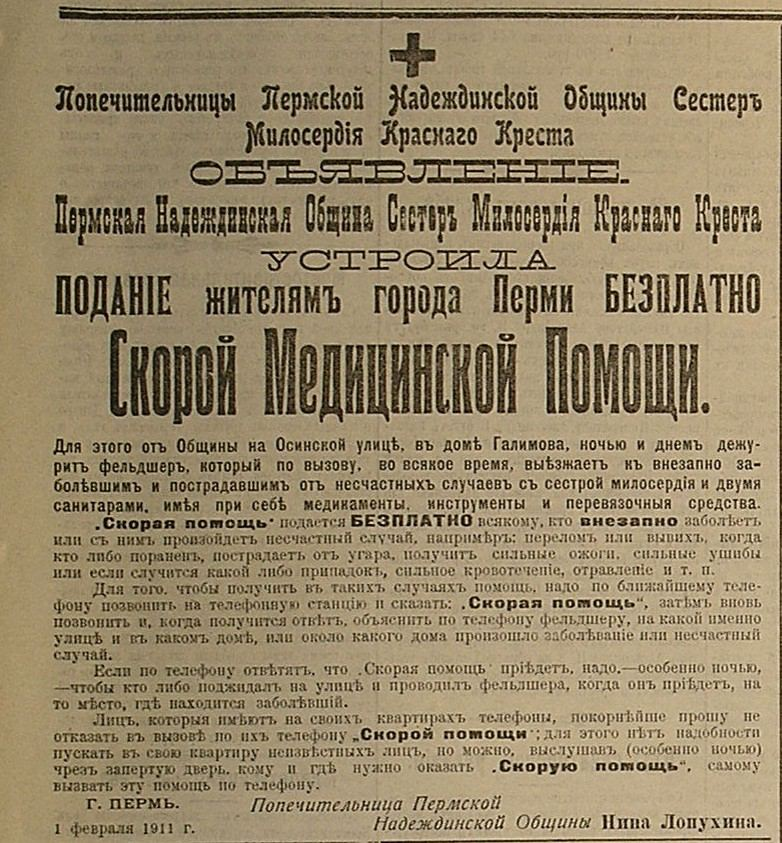 Попечительницы Пермской Надеждинской Общины Сестеръ
Милосердія Краснаго Креста
ОБЪЯВЛЕНІЕ.
Пермская Надеждинская Община Сестеръ Милосердія Краснаго Креста
УСТРОИЛА
ПОДАНІЕ жителямъ города Перми БЕЗПЛАТНО
Скорой Медицинской Помощи.
Для этого отъ Общины на Осинской улицѣ, въ домѣ Галимова, ночью и днемъ дежу-
ритъ фельдшеръ, который по вызову, во всякое время, выѣзжаетъ къ внезапно за-
болѣвшимъ и пострадавшимъ отъ несчастныхъ случаевъ съ сестрой милосердія и двумя
санитарами, имѣя при себѣ медикаменты, инструменты и перевязочныя средства.
„Скорая помощь" подается БЕЗПЛАТНО всякому, кто внезапно заболѣетъ
или съ нимъ произойдетъ несчастный случай, напримѣръ: переломъ или вывихъ, когда
кто либо пораненъ, пострадаетъ отъ угара, получитъ сильные ожоги, сильные ушибы
или если случится какой либо припадокъ, сильное кровотеченіе, отравленіе и т. п.
Для того, чтобы получить въ такихъ случаяхъ помощь, надо по ближайшему теле-
фону позвонить на телефонную станцію и сказать: „Скорая помощь", затѣмъ вновь
позвонить и, когда получится отвѣтъ, объяснить по телефону фельдшеру, на какой именно
улицѣ и въ какомъ домѣ, или около какого дома произошло заболѣваніе или несчастный
случай.
Если по телефону отвѣтятъ, что „Скорая помощь" пріѣдетъ, надо,—особенно ночью,
—чтобы кто либо поджидалъ на улицѣ и проводилъ фельдшера, когда онъ пріѣдетъ, на
то мѣсто, гдѣ находится заболѣвшій.
Лицъ, которыя имѣютъ на своихъ квартирахъ телефоны, покорнѣйше прошу не
отказать въ вызовѣ по ихъ телефону „Скорой помощи"; для этого нѣтъ надобности
пускать въ свою квартиру неизвѣстныхъ лицъ, но можно, выслушавъ (особенно ночью)
чрезъ запертую дверь, кому и гдѣ нужно оказать „Скорую помощь", самому
вызвать эту помощь по телефону.
Г. ПЕРМЬ. Попечительница Пермской
1 февраля 1911 г. Надеждинской Общины Нина Лопухина.